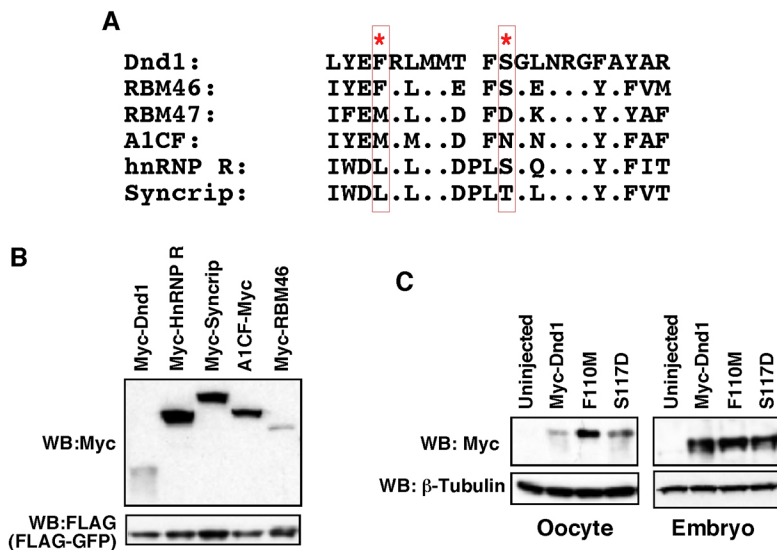 A
* *
Dnd1: LYEFRLMMT FSGLNRGFAYAR
RBM46: IYEF.L..E FS.E...Y.FVM
RBM47: IFEM.L..D FD.K...Y.YAF
A1CF: IYEM.M..D FN.N...Y.YAF
hnRNP R: IWDL.L..DPLS.Q...Y.FIT
Syncrip: IWDL.L..DPLT.L...Y.FVT
B
Myc-Dnd1
Myc-HnRNP R
Myc-Syncrip
A1CF-Myc
Myc-RBM46
WB:Myc
WB:FLAG
(FLAG-GFP)
C
Uninjected
Myc-Dnd1
F110M
S117D
Uninjected
Myc-Dnd1
F110M
S117D
WB: Myc
WB: β-Tubulin
Oocyte Embryo